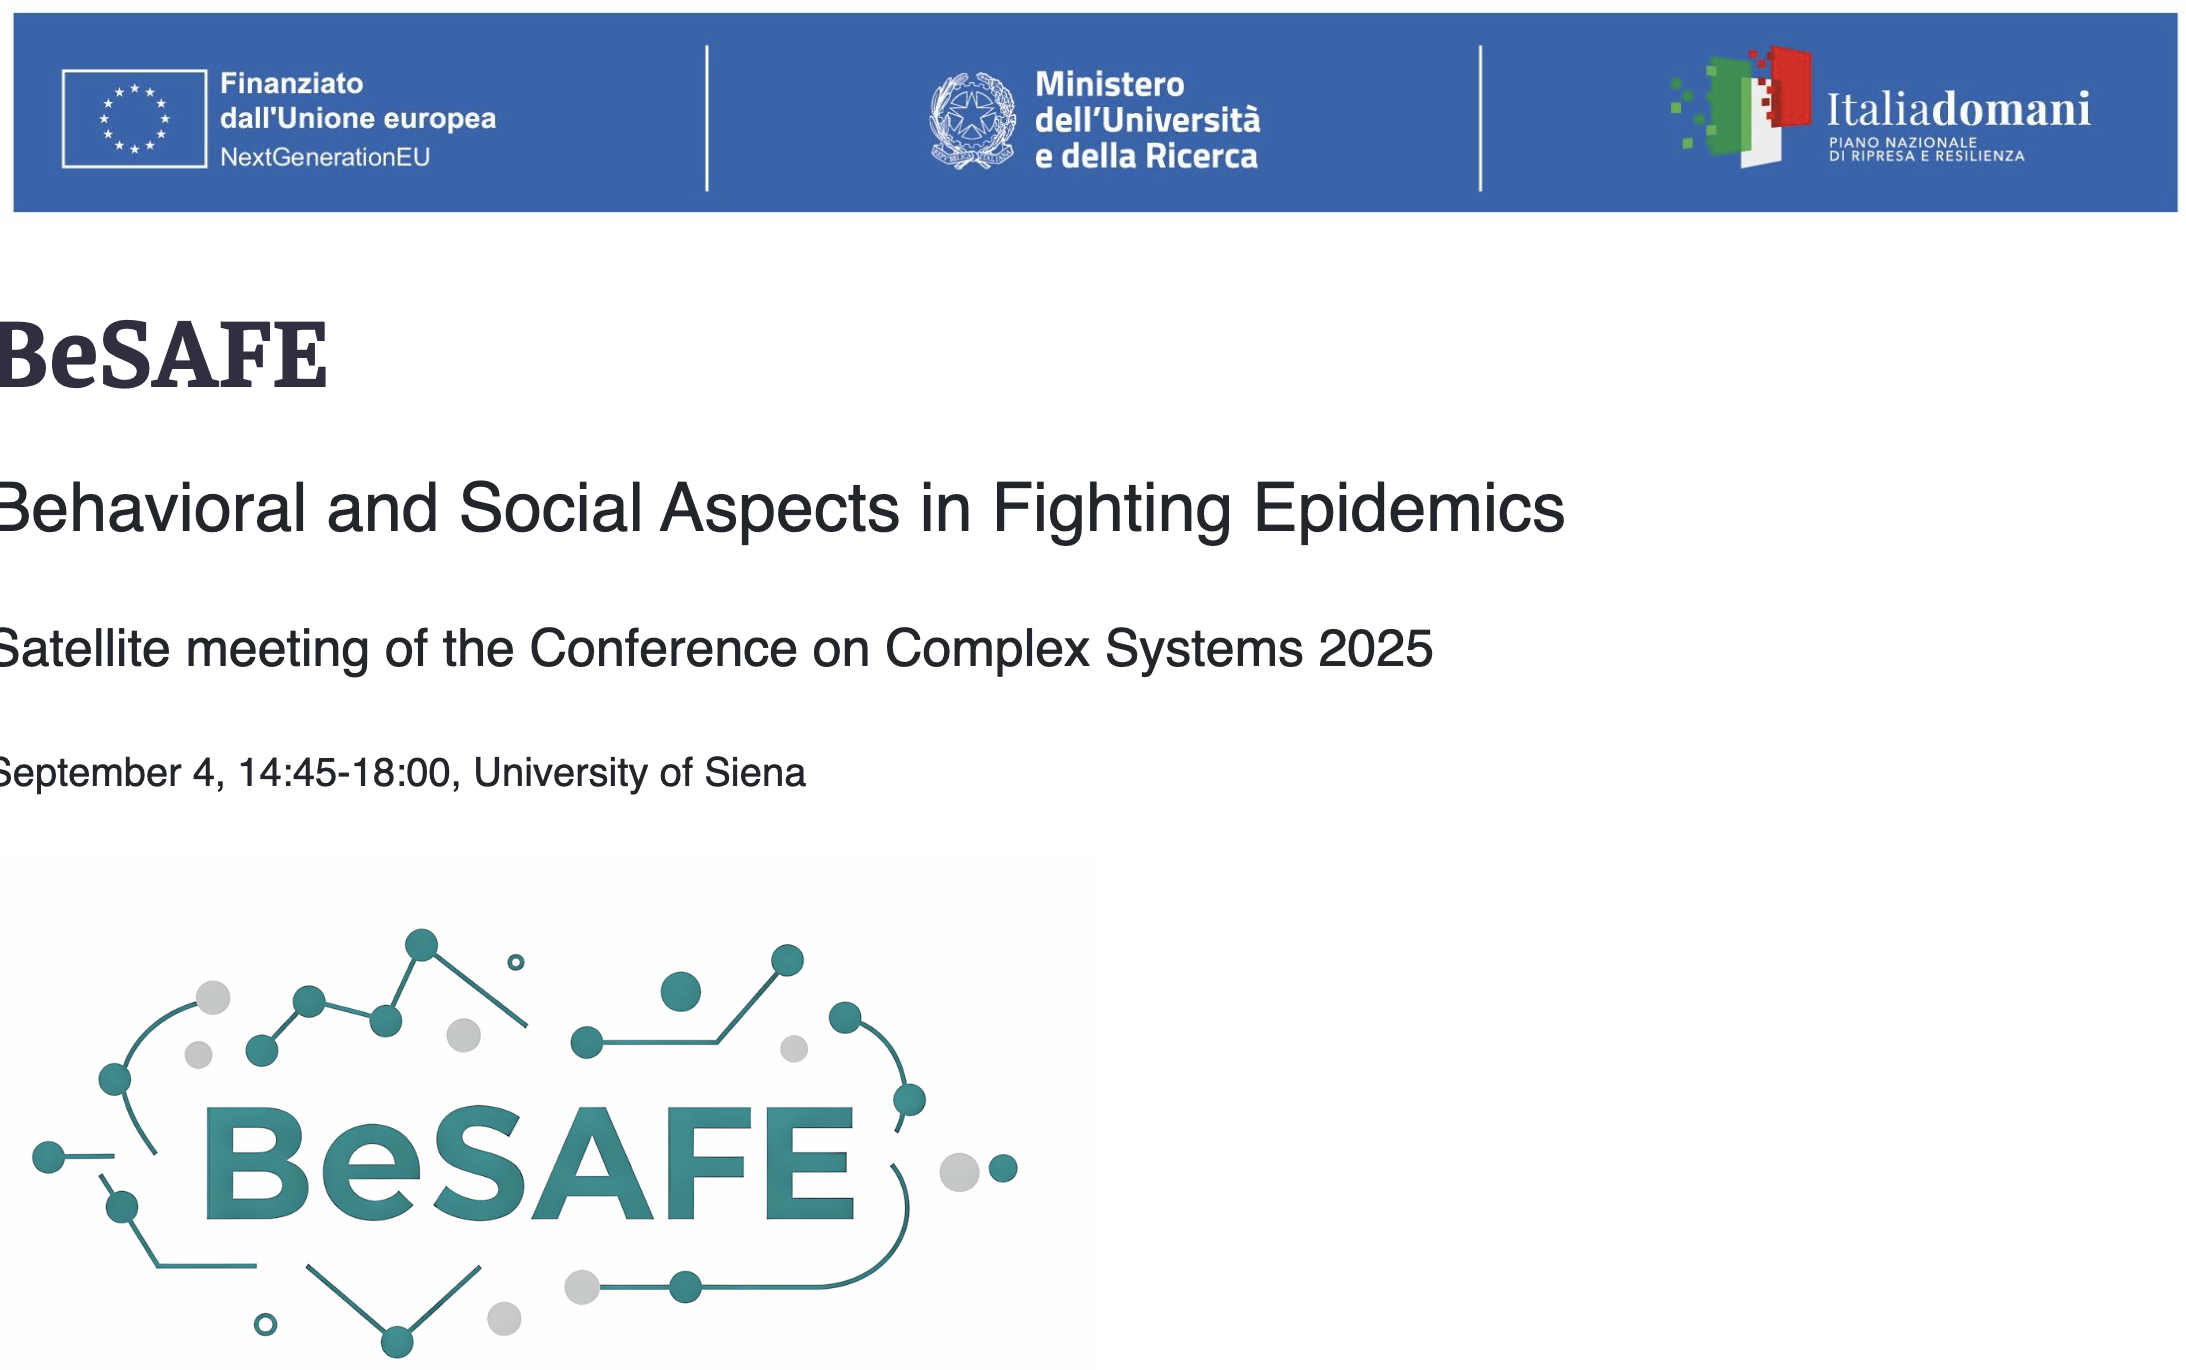 Finanziato
dall'Unione europea
NextGenerationEU
Ministero
dell'Università
e della Ricerca
Italiadomani
PIANO NAZIONALE
DI RIPRESA E RESILIENZA
BeSAFE
Behavioral and Social Aspects in Fighting Epidemics
Satellite meeting of the Conference on Complex Systems 2025
September 4, 14:45-18:00, University of Siena
BeSAFE